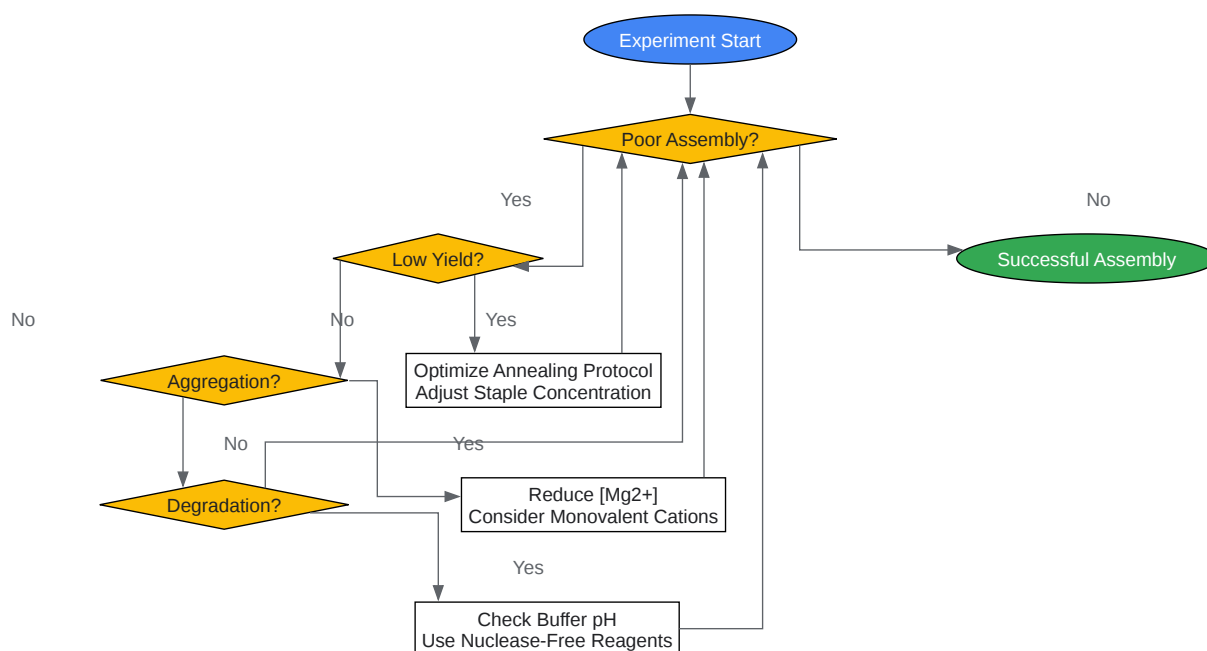 Experiment Start
Poor Assembly?
Yes
No
Low Yield?
Successful Assembly
No
No
Yes
Optimize Annealing Protocol
Adjust Staple Concentration
Aggregation?
No
Yes
Reduce [Mg2+]
Consider Monovalent Cations
Degradation?
Yes
Check Buffer pH
Use Nuclease-Free Reagents